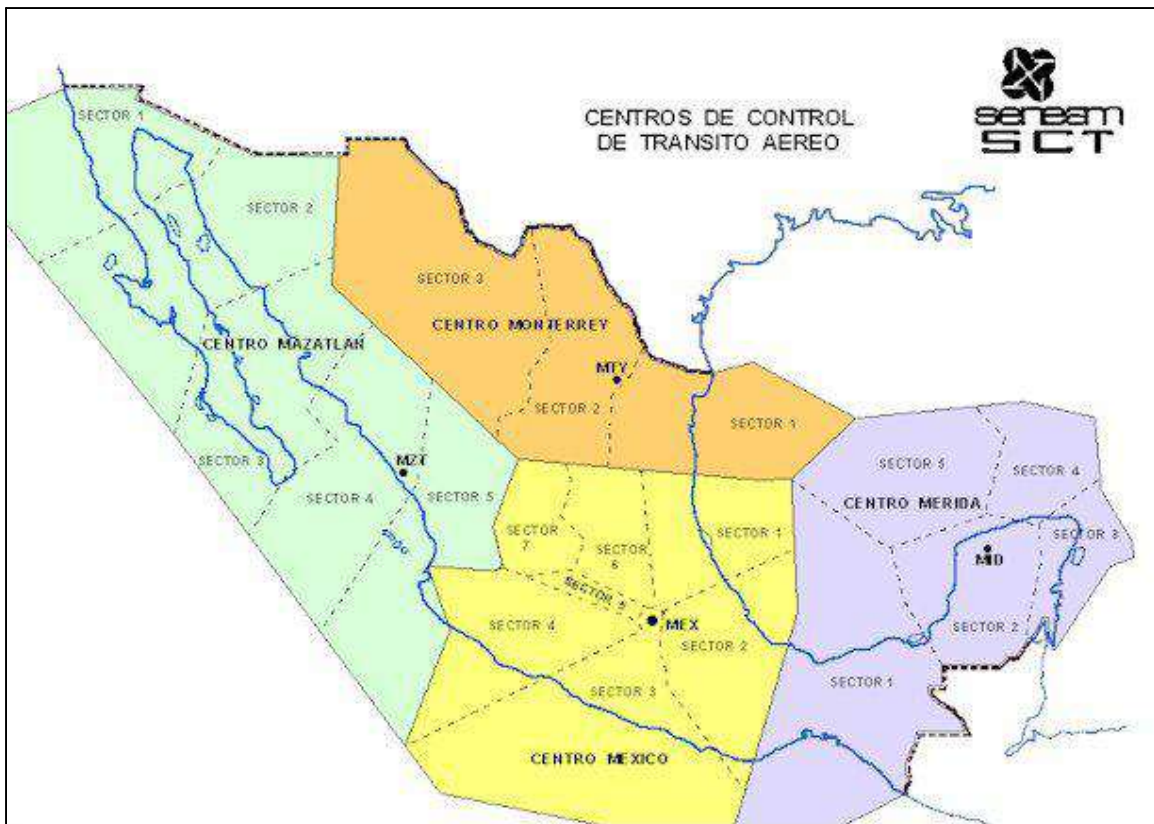 CENTROS DE CONTROL
DE TRANSITO AEREO
seneam
SCT
SECTOR 1
SECTOR 2
CENTRO MAZATLAN
SECTOR 3
SECTOR 4
MZT
SECTOR 5
SECTOR 3
CENTRO MONTERREY
MTY
SECTOR 2
SECTOR 1
SECTOR 7
SECTOR 6
SECTOR 1
SECTOR 5
SECTOR 4
MEX
SECTOR 2
SECTOR 3
CENTRO MEXICO
SECTOR 5
SECTOR 4
CENTRO MERIDA
SECTOR 3
MID
SECTOR 2
SECTOR 1